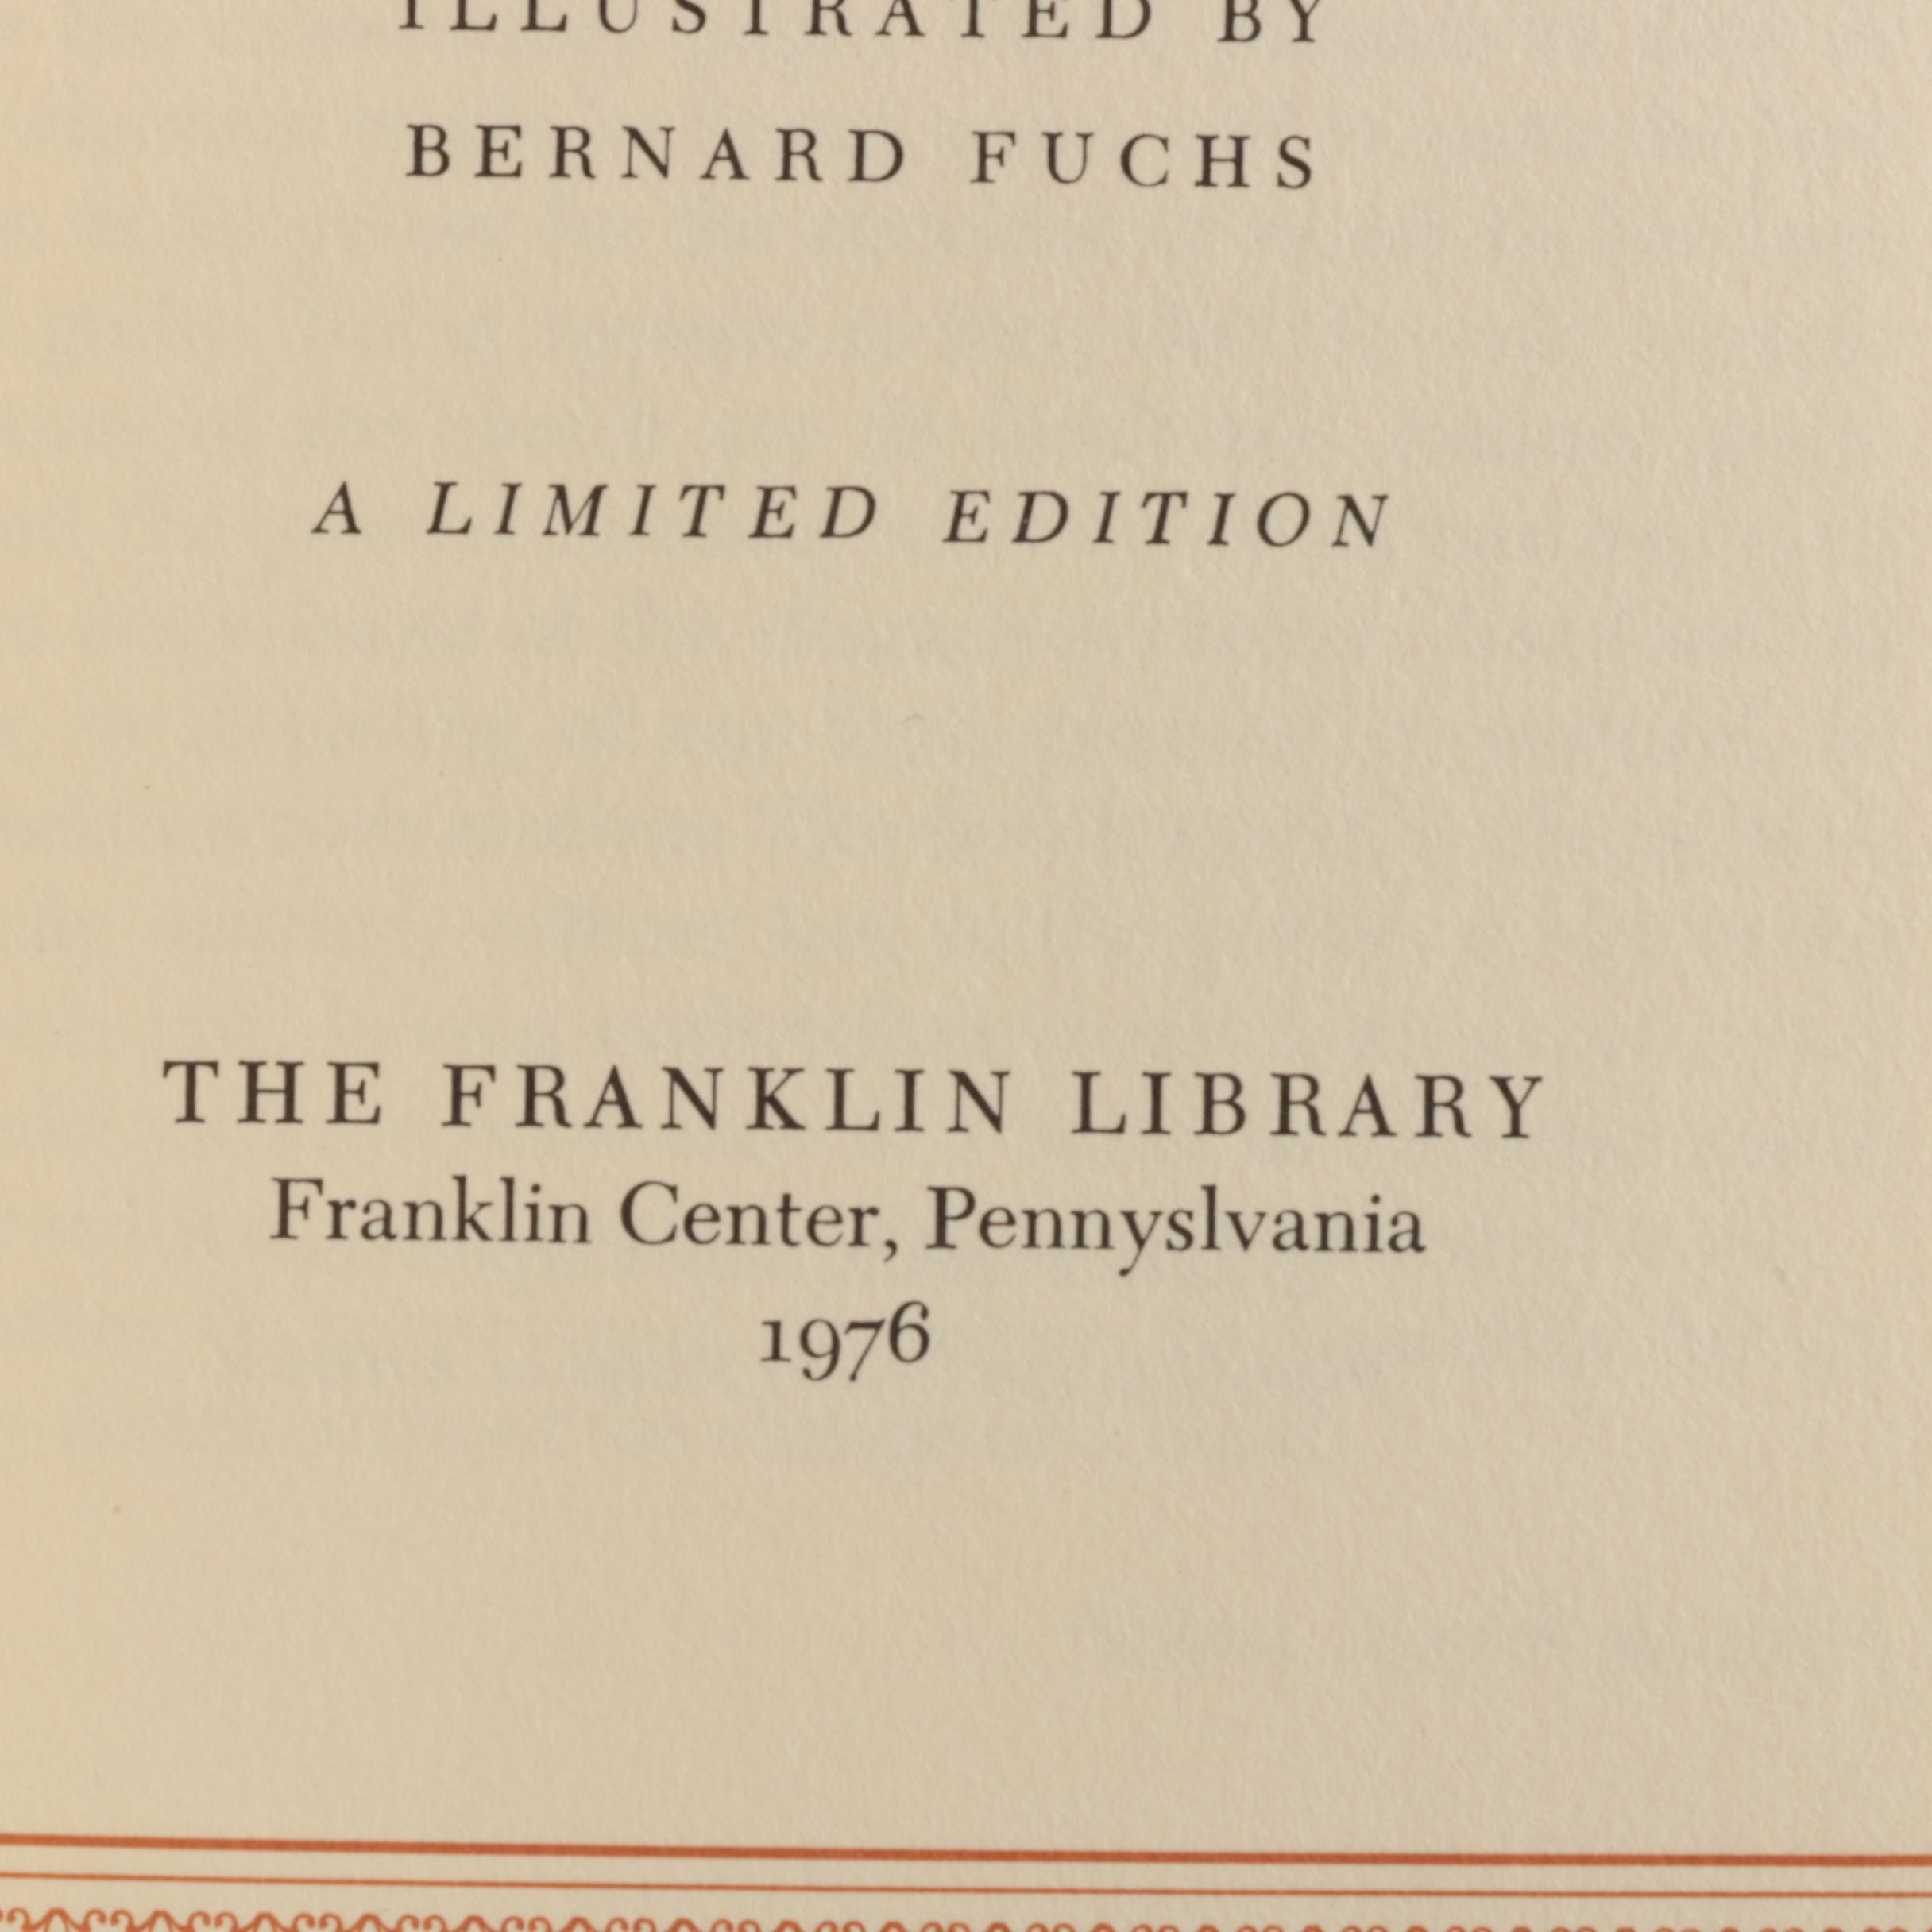 ILLUSTRATED BY
BERNARD FUCHS
A LIMITED EDITION
THE FRANKLIN LIBRARY
Franklin Center, Pennyslvania
1976